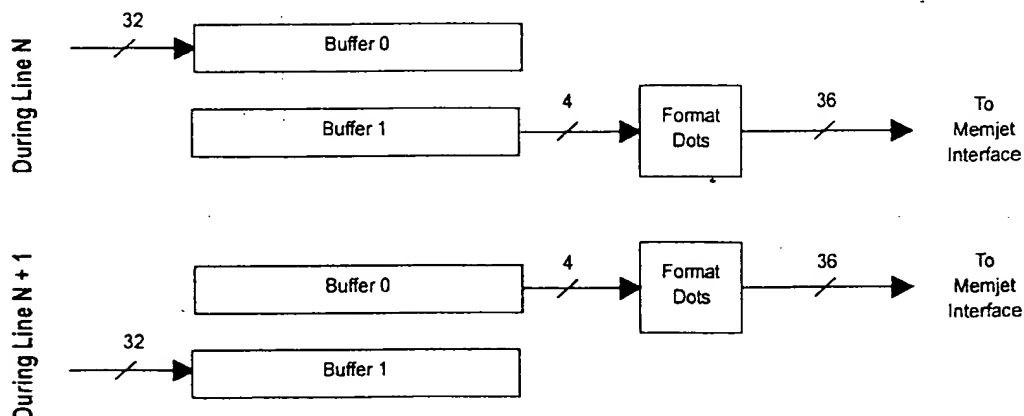 During Line N
32
Buffer 0
Buffer 1
4
Format
Dots
36
To
Memjet
Interface
During Line N + 1
Buffer 0
4
Format
Dots
36
To
Memjet
Interface
32
Buffer 1